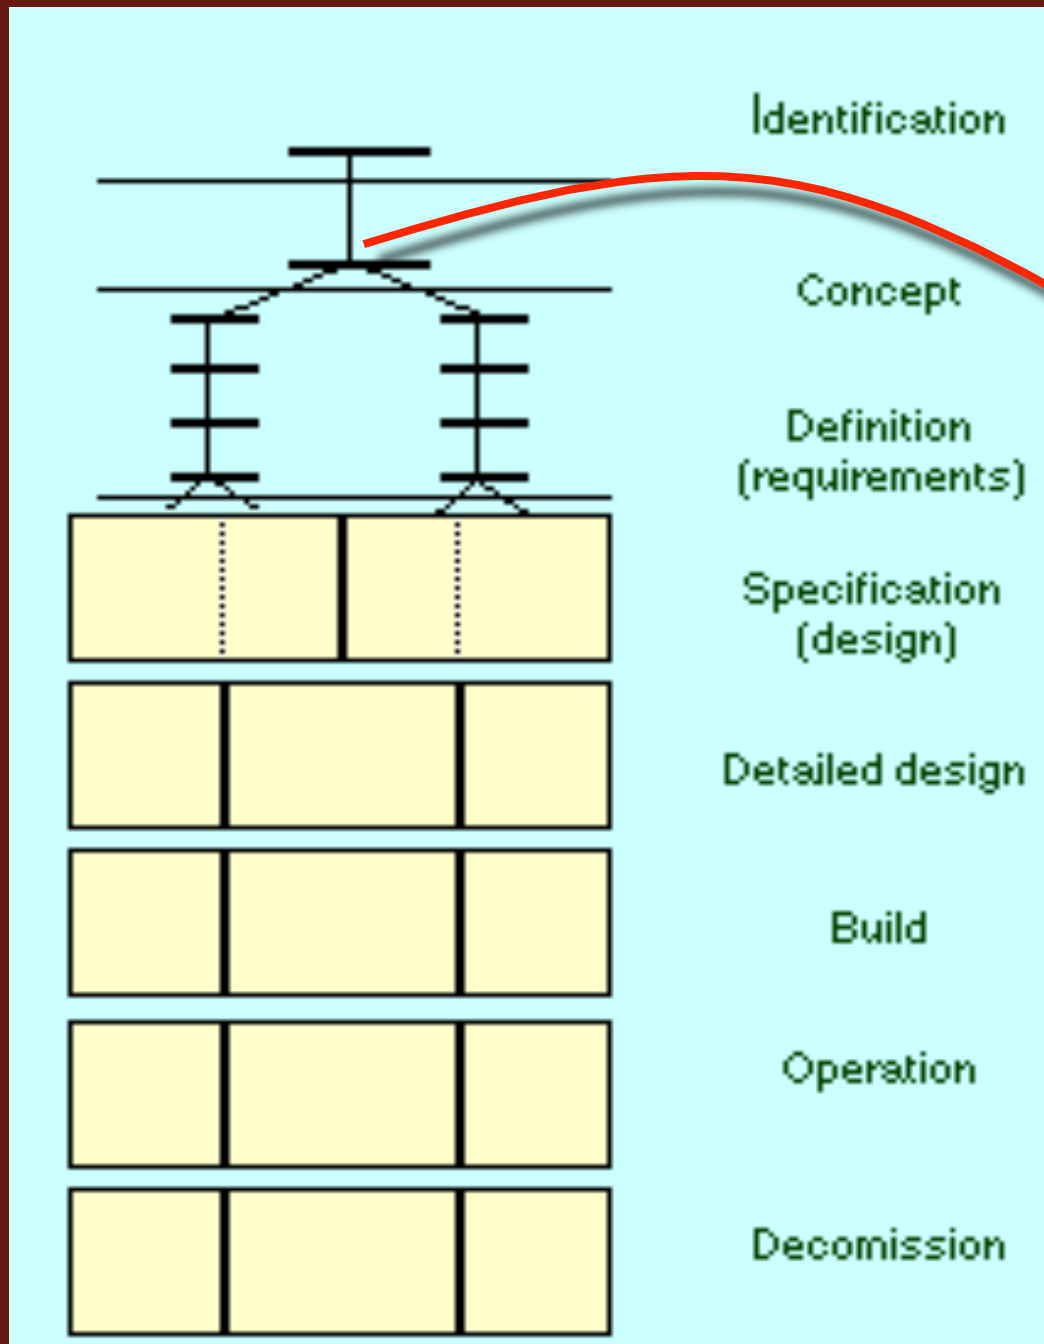 Identification
Concept
Definition
(requirements)
Specification
(design)
Detailed design
Build
Operation
Decomission